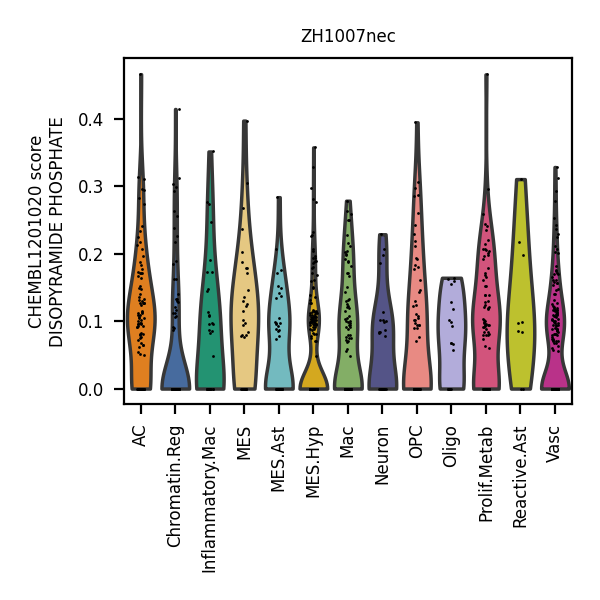 ZH1007nec
CHEMBL1201020 score
DISOPYRAMIDE PHOSPHATE
0.4
0.3
0.2
0.1
0.0
AC
Chromatin.Reg
Inflammatory.Mac
MES
MES.Ast
MES.Hyp
Mac
Neuron
OPC
Oligo
Prolif.Metab
Reactive.Ast
Vasc